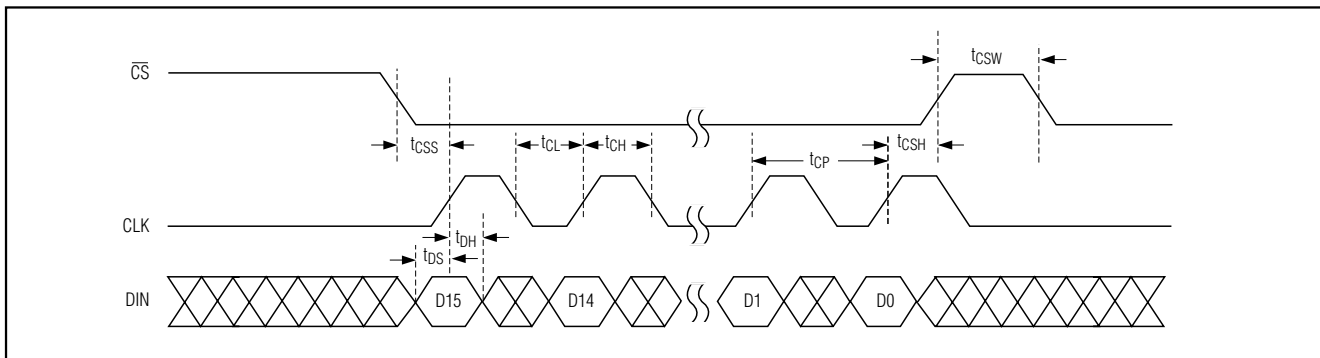 CS
tCSW
tCSS
tCL
tCH
tCP
tCSH
CLK
tDH
tDS
DIN
D15
D14
D1
D0